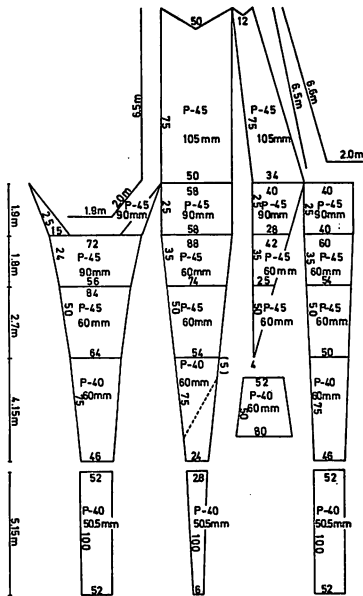 50
12
6.5m
75
P-45
105mm
75
P-45
105mm
6.5m
6.6m
2.0m
50
34
1.9m
2.5
15
1.8m
2.0m
P-45
90mm
58
25
P-45
90mm
58
25
40
P-45
90mm
28
40
25
P-45
90mm
40
1.8m
24
72
P-45
90mm
56
35
88
P-45
60mm
74
35
42
P-45
60mm
25
35
60
P-45
60mm
54
2.7m
50
84
P-45
60mm
64
50
P-45
60mm
54
50
P-45
60mm
4
50
P-45
60mm
50
4.15m
P-40
60mm
75
46
P-40
60mm
(5)
75
24
52
P-40
50
60mm
80
P-40
60mm
75
46
5.15m
52
P-40
50.5mm
100
52
28
P-40
50.5mm
100
6
52
P-40
50.5mm
100
52